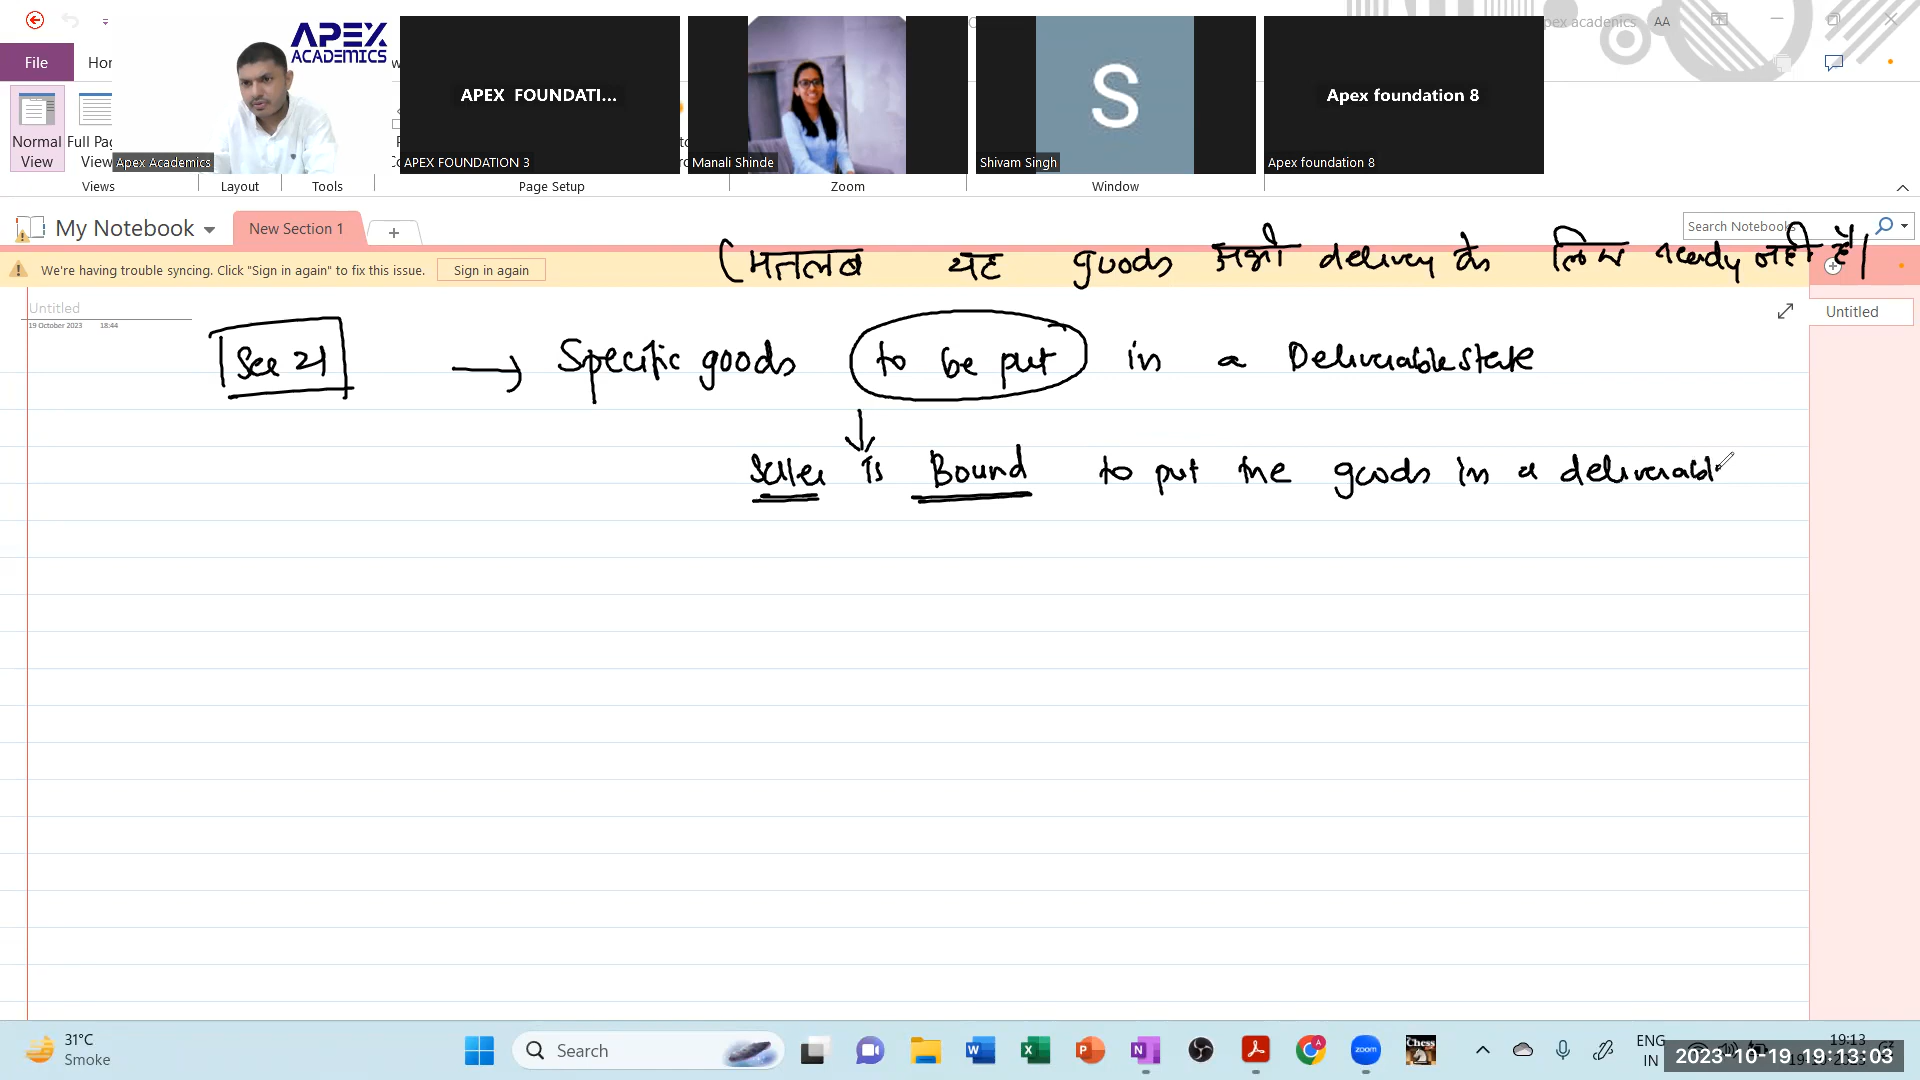 APEX
ACADEMICS
apex academics AA
File Hor
Normal View
Full Pag View
Apex Academics
APEX FOUNDATI...
APEX FOUNDATION 3
Manali Shinde
S
Shivam Singh
Apex foundation 8
Apex foundation 8
Views Layout Tools Page Setup Zoom Window
My Notebook New Section 1 + Search Notebooks
(मतलब यह goods अभी delivery के लिए ready नहीं है|
We're having trouble syncing. Click "Sign in again" to fix this issue. Sign in again
Untitled
19 October 2023 18:44
Untitled
Sec 21 → Specific goods to be put in a Deliverable State
Seller is Bound to put the goods in a deliverabl
31°C
Smoke
Search
zoom
Chess
ENG
IN
19:13
2023-10-19 19:13:03